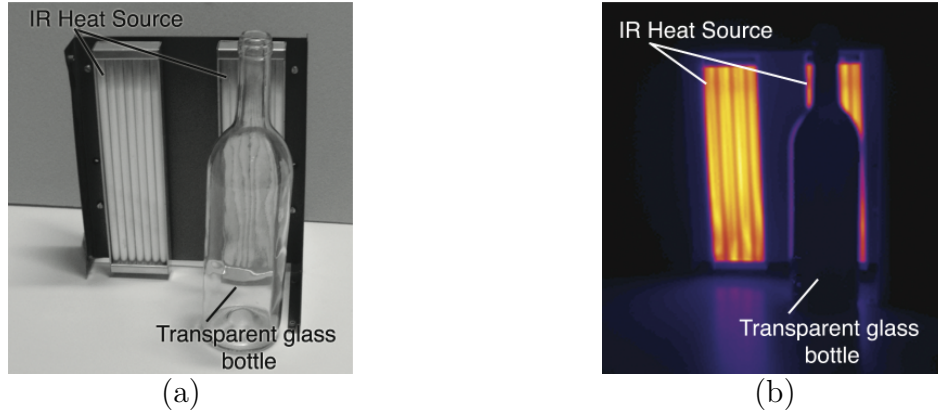 IR Heat Source
Transparent glass
bottle
(a)
IR Heat Source
Transparent glass
bottle
(b)